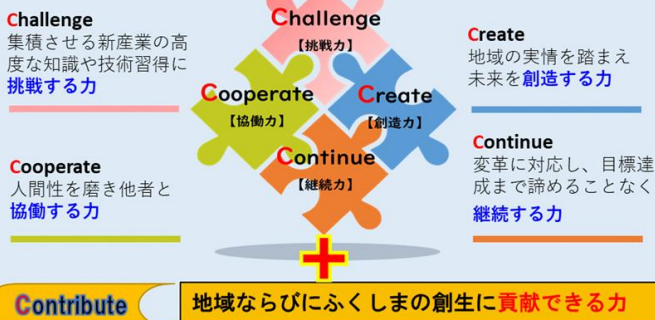 Challenge
集積させる新産業の高
度な知識や技術習得に
挑戦する力
Cooperate
人間性を磨き他者と
協働する力
Challenge
【挑戦力】
Cooperate
【協働力】
Create
【創造力】
Continue
【継続力】
Create
地域の実情を踏まえ
未来を創造する力
Continue
変革に対応し、目標達
成まで諦めることなく
継続する力
+
Contribute
地域ならびにふくしまの創生に貢献できる力